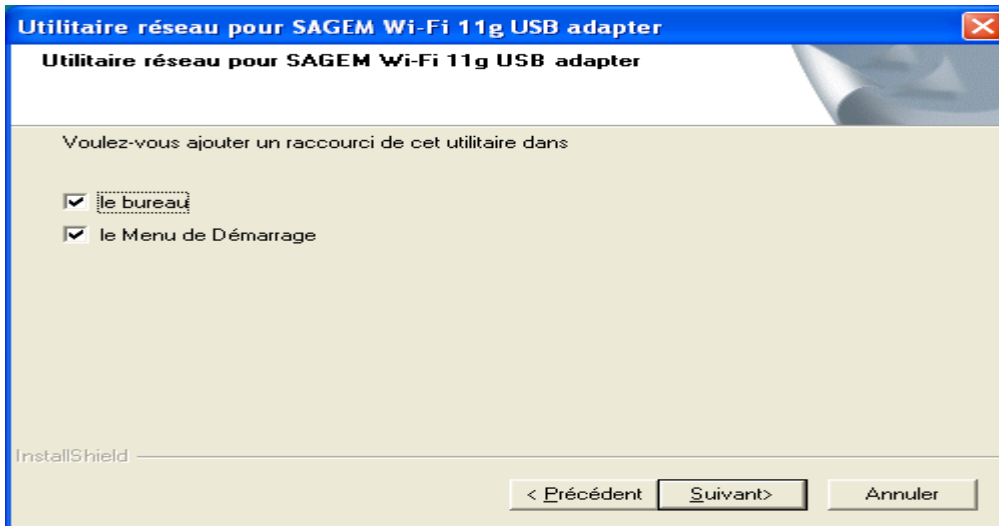 Utilitaire réseau pour SAGEM Wi-Fi 11g USB adapter
Utilitaire réseau pour SAGEM Wi-Fi 11g USB adapter
Voulez-vous ajouter un raccourci de cet utilitaire dans
le bureau
le Menu de Démarrage
InstallShield
< Précédent Suivant> Annuler